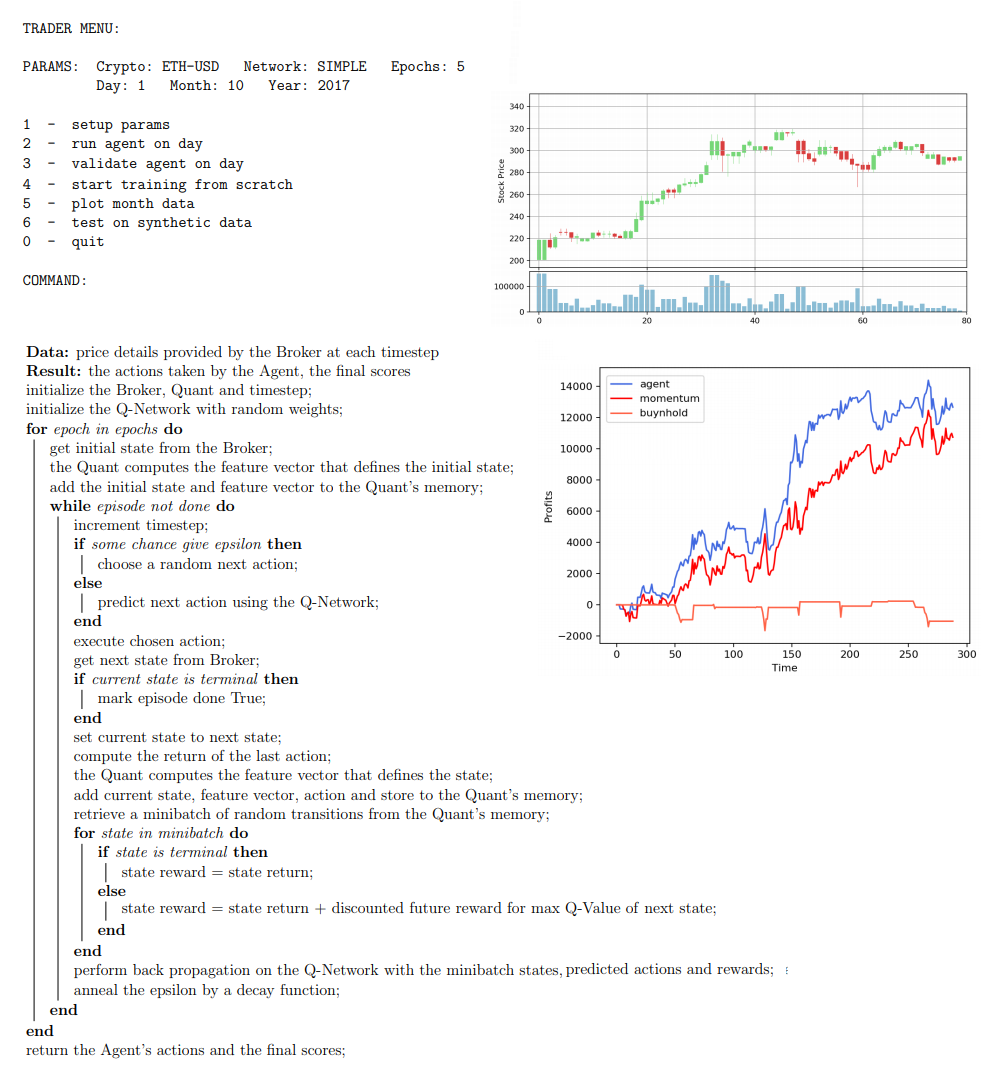 TRADER MENU:
PARAMS: Crypto: ETH-USD Network: SIMPLE Epochs: 5
Day: 1 Month: 10 Year: 2017
1 - setup params
2 - run agent on day
3 - validate agent on day
4 - start training from scratch
5 - plot month data
6 - test on synthetic data
0 - quit
COMMAND:
Stock Price
340
320
300
280
260
240
220
200
100000
0
0 20 40 60 80
Data: price details provided by the Broker at each timestep
Result: the actions taken by the Agent, the final scores
initialize the Broker, Quant and timestep;
initialize the Q-Network with random weights;
for epoch in epochs do
get initial state from the Broker;
the Quant computes the feature vector that defines the initial state;
add the initial state and feature vector to the Quant's memory;
while episode not done do
increment timestep;
if some chance give epsilon then
choose a random next action;
else
predict next action using the Q-Network;
end
execute chosen action;
get next state from Broker;
if current state is terminal then
mark episode done True;
end
set current state to next state;
compute the return of the last action;
the Quant computes the feature vector that defines the state;
add current state, feature vector, action and store to the Quant's memory;
retrieve a minibatch of random transitions from the Quant's memory;
for state in minibatch do
if state is terminal then
state reward = state return;
else
state reward = state return + discounted future reward for max Q-Value of next state;
end
end
perform back propagation on the Q-Network with the minibatch states, predicted actions and rewards;
anneal the epsilon by a decay function;
end
end
return the Agent's actions and the final scores;
agent
momentum
buynhold
Profits
14000
12000
10000
8000
6000
4000
2000
0
−2000
0 50 100 150 200 250 300
Time